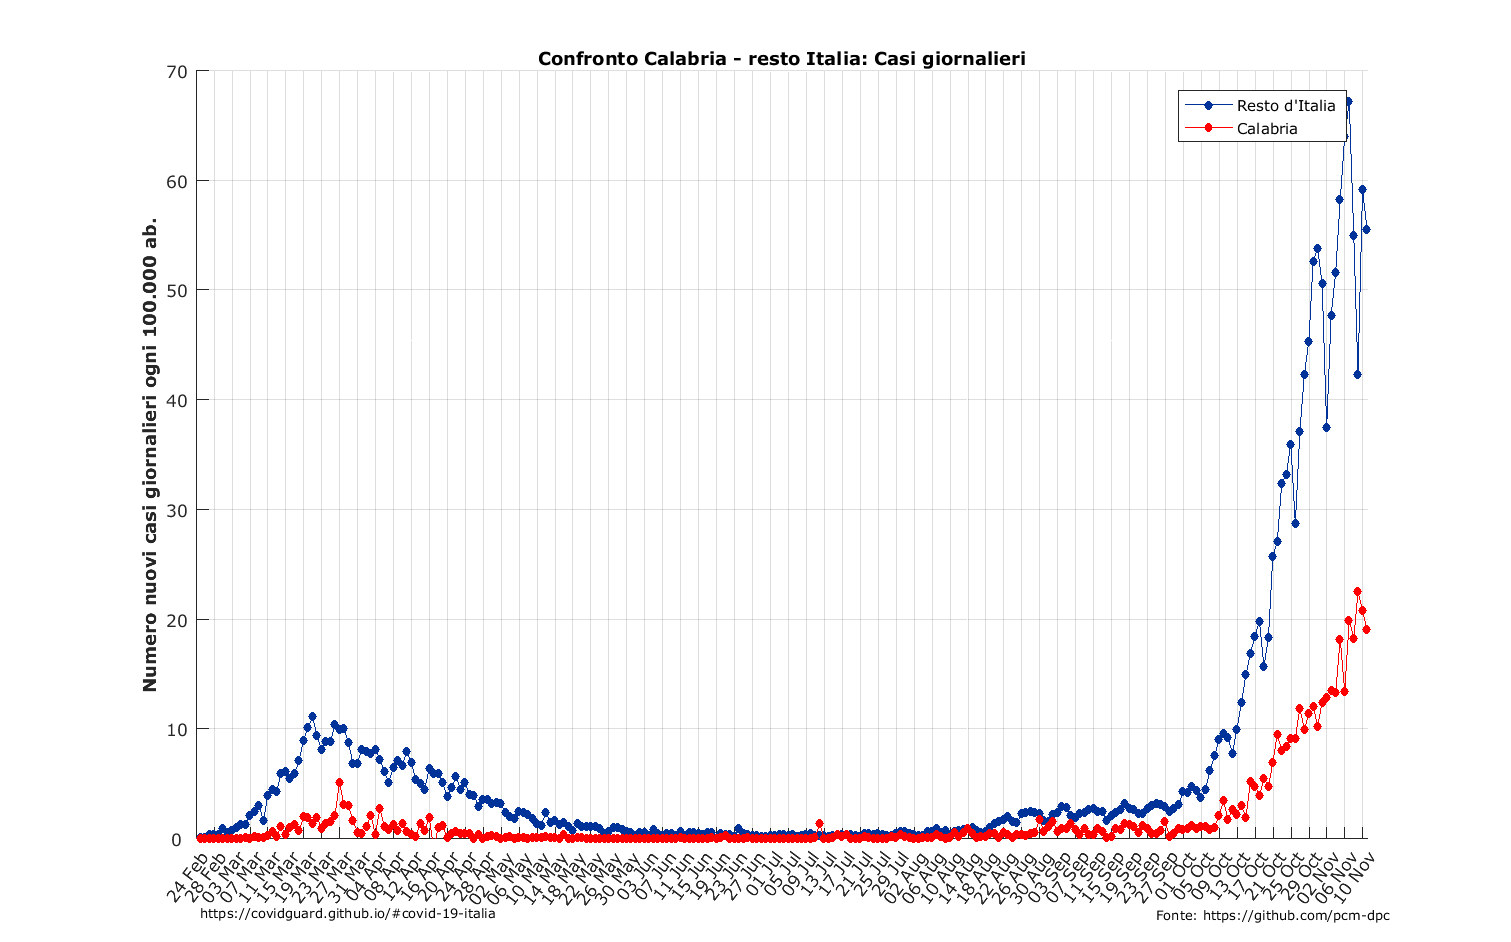 Confronto Calabria - resto Italia: Casi giornalieri
Resto d'Italia
Calabria
Numero nuovi casi giornalieri ogni 100.000 ab.
70
60
50
40
30
20
10
0
24 Feb
28 Feb
03 Mar
07 Mar
11 Mar
15 Mar
19 Mar
23 Mar
27 Mar
31 Mar
04 Apr
08 Apr
12 Apr
16 Apr
20 Apr
24 Apr
28 Apr
02 May
06 May
10 May
14 May
18 May
22 May
26 May
30 May
03 Jun
07 Jun
11 Jun
15 Jun
19 Jun
23 Jun
27 Jun
01 Jul
05 Jul
09 Jul
13 Jul
17 Jul
21 Jul
25 Jul
29 Jul
02 Aug
06 Aug
10 Aug
14 Aug
18 Aug
22 Aug
26 Aug
30 Aug
03 Sep
07 Sep
11 Sep
15 Sep
19 Sep
23 Sep
27 Sep
01 Oct
05 Oct
09 Oct
13 Oct
17 Oct
21 Oct
25 Oct
29 Oct
02 Nov
06 Nov
10 Nov
https://covidguard.github.io/#covid-19-italia
Fonte: https://github.com/pcm-dpc